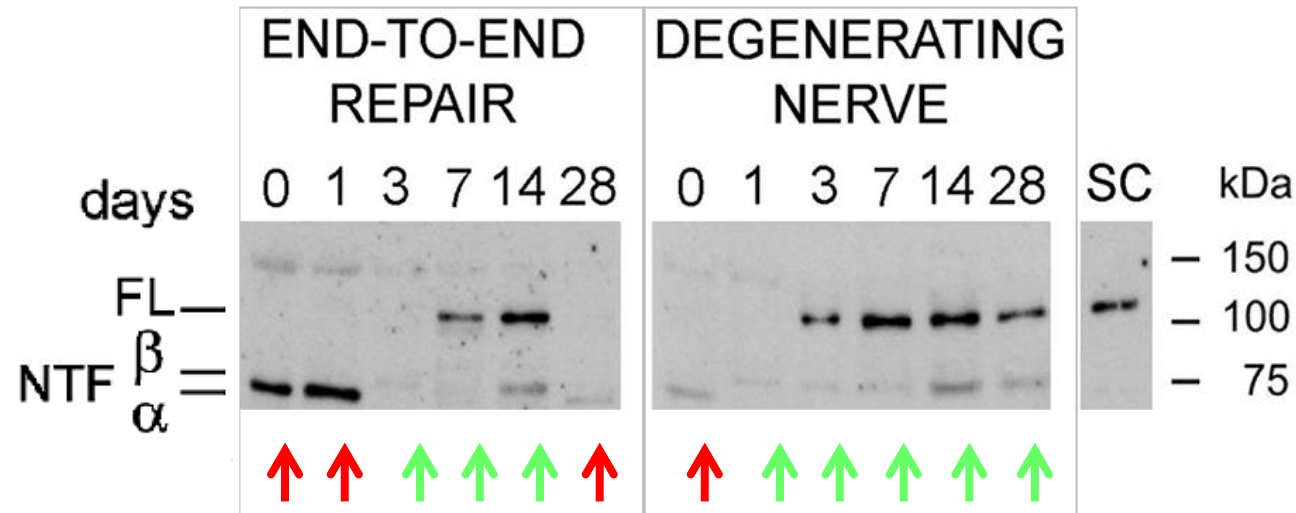 END-TO-END REPAIR
DEGENERATING NERVE
days 0 1 3 7 14 28 0 1 3 7 14 28 SC kDa
150
FL 100
β
NTF 75
α